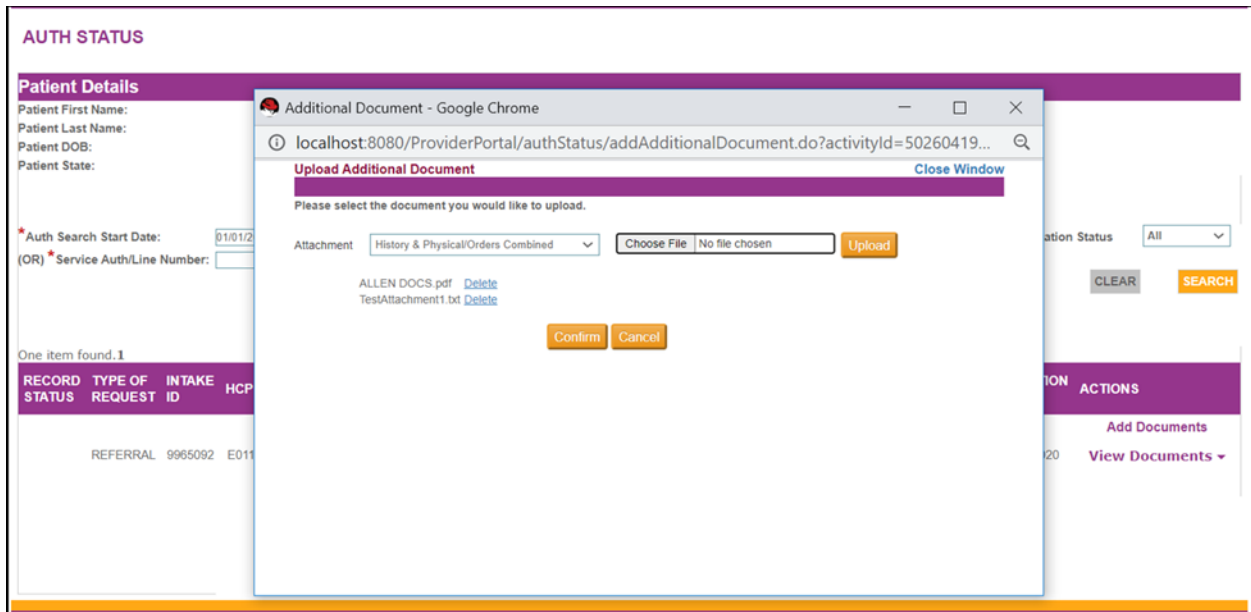 AUTH STATUS
Patient Details
Patient First Name:
Patient Last Name:
Patient DOB:
Patient State:
*Auth Search Start Date: 01/01/2
(OR) *Service Auth/Line Number:
ation Status All
CLEAR SEARCH
One item found.1
RECORD STATUS TYPE OF REQUEST INTAKE ID HCP ION ACTIONS
Add Documents
REFERRAL 9965092 E011 020 View Documents
Additional Document - Google Chrome
localhost:8080/ProviderPortal/authStatus/addAdditionalDocument.do?activityId=50260419...
Upload Additional Document Close Window
Please select the document you would like to upload.
Attachment History & Physical/Orders Combined Choose File No file chosen Upload
ALLEN DOCS.pdf Delete
TestAttachment1.txt Delete
Confirm Cancel